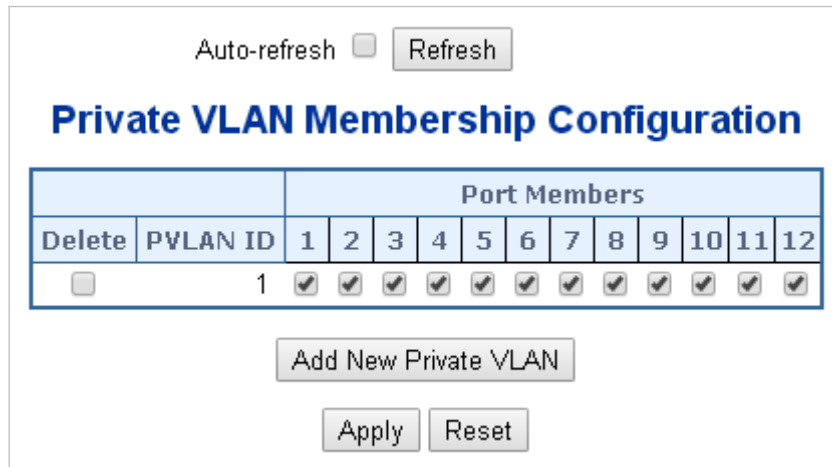 Auto-refresh Refresh
Private VLAN Membership Configuration
Port Members
Delete PVLAN ID 1 2 3 4 5 6 7 8 9 10 11 12
1
Add New Private VLAN
Apply Reset